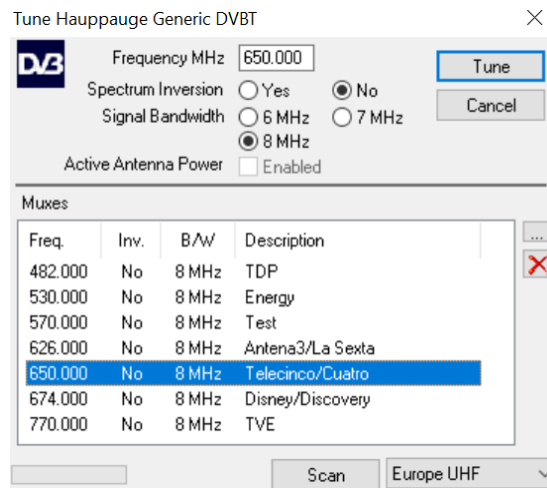 Tune Hauppauge Generic DVBT
DVB Frequency MHz 650.000 Tune
Spectrum Inversion Yes No
Cancel
Signal Bandwidth 6 MHz 7 MHz
8 MHz
Active Antenna Power Enabled
Muxes
Freq. Inv. B/W Description ...
482.000 No 8 MHz TDP
530.000 No 8 MHz Energy
570.000 No 8 MHz Test
626.000 No 8 MHz Antena3/La Sexta
650.000 No 8 MHz Telecinco/Cuatro
674.000 No 8 MHz Disney/Discovery
770.000 No 8 MHz TVE
Scan Europe UHF